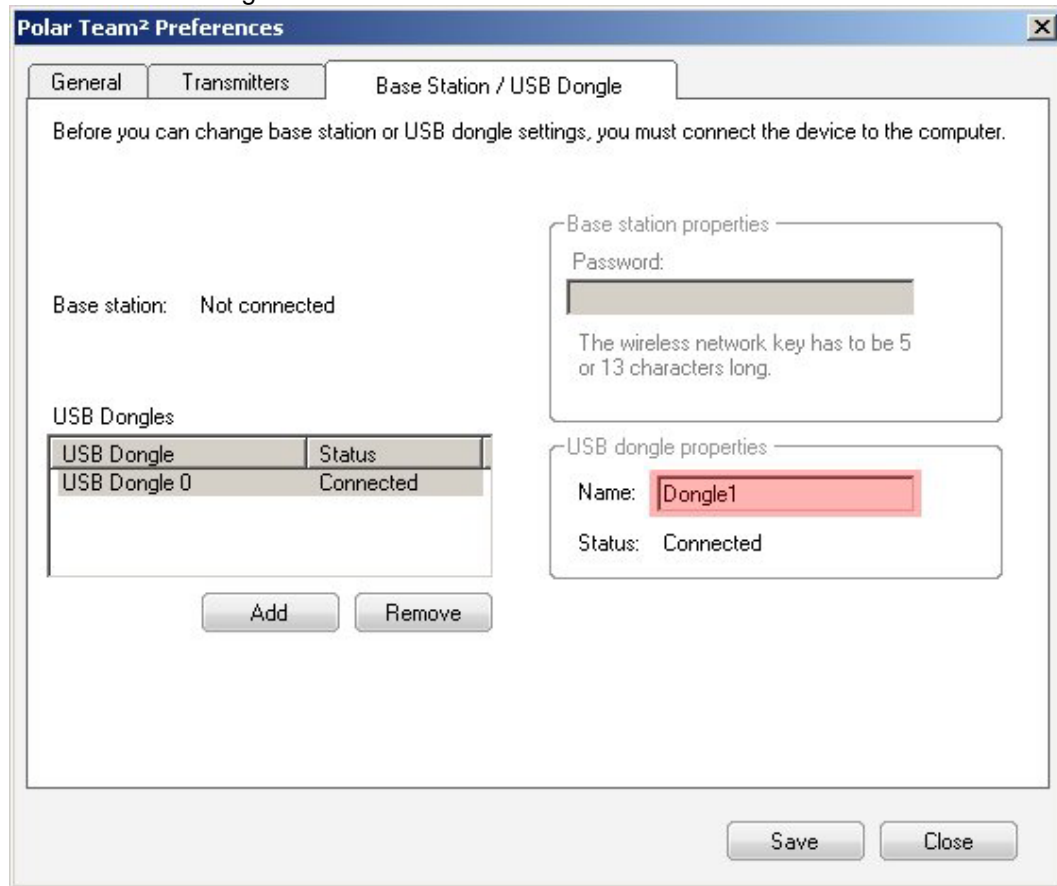 Polar Team² Preferences
General Transmitters Base Station / USB Dongle
Before you can change base station or USB dongle settings, you must connect the device to the computer.
Base station properties
Password:
Base station: Not connected
The wireless network key has to be 5
or 13 characters long.
USB Dongles
USB Dongle Status
USB Dongle 0 Connected
USB dongle properties
Name: Dongle1
Status: Connected
Add Remove
Save Close